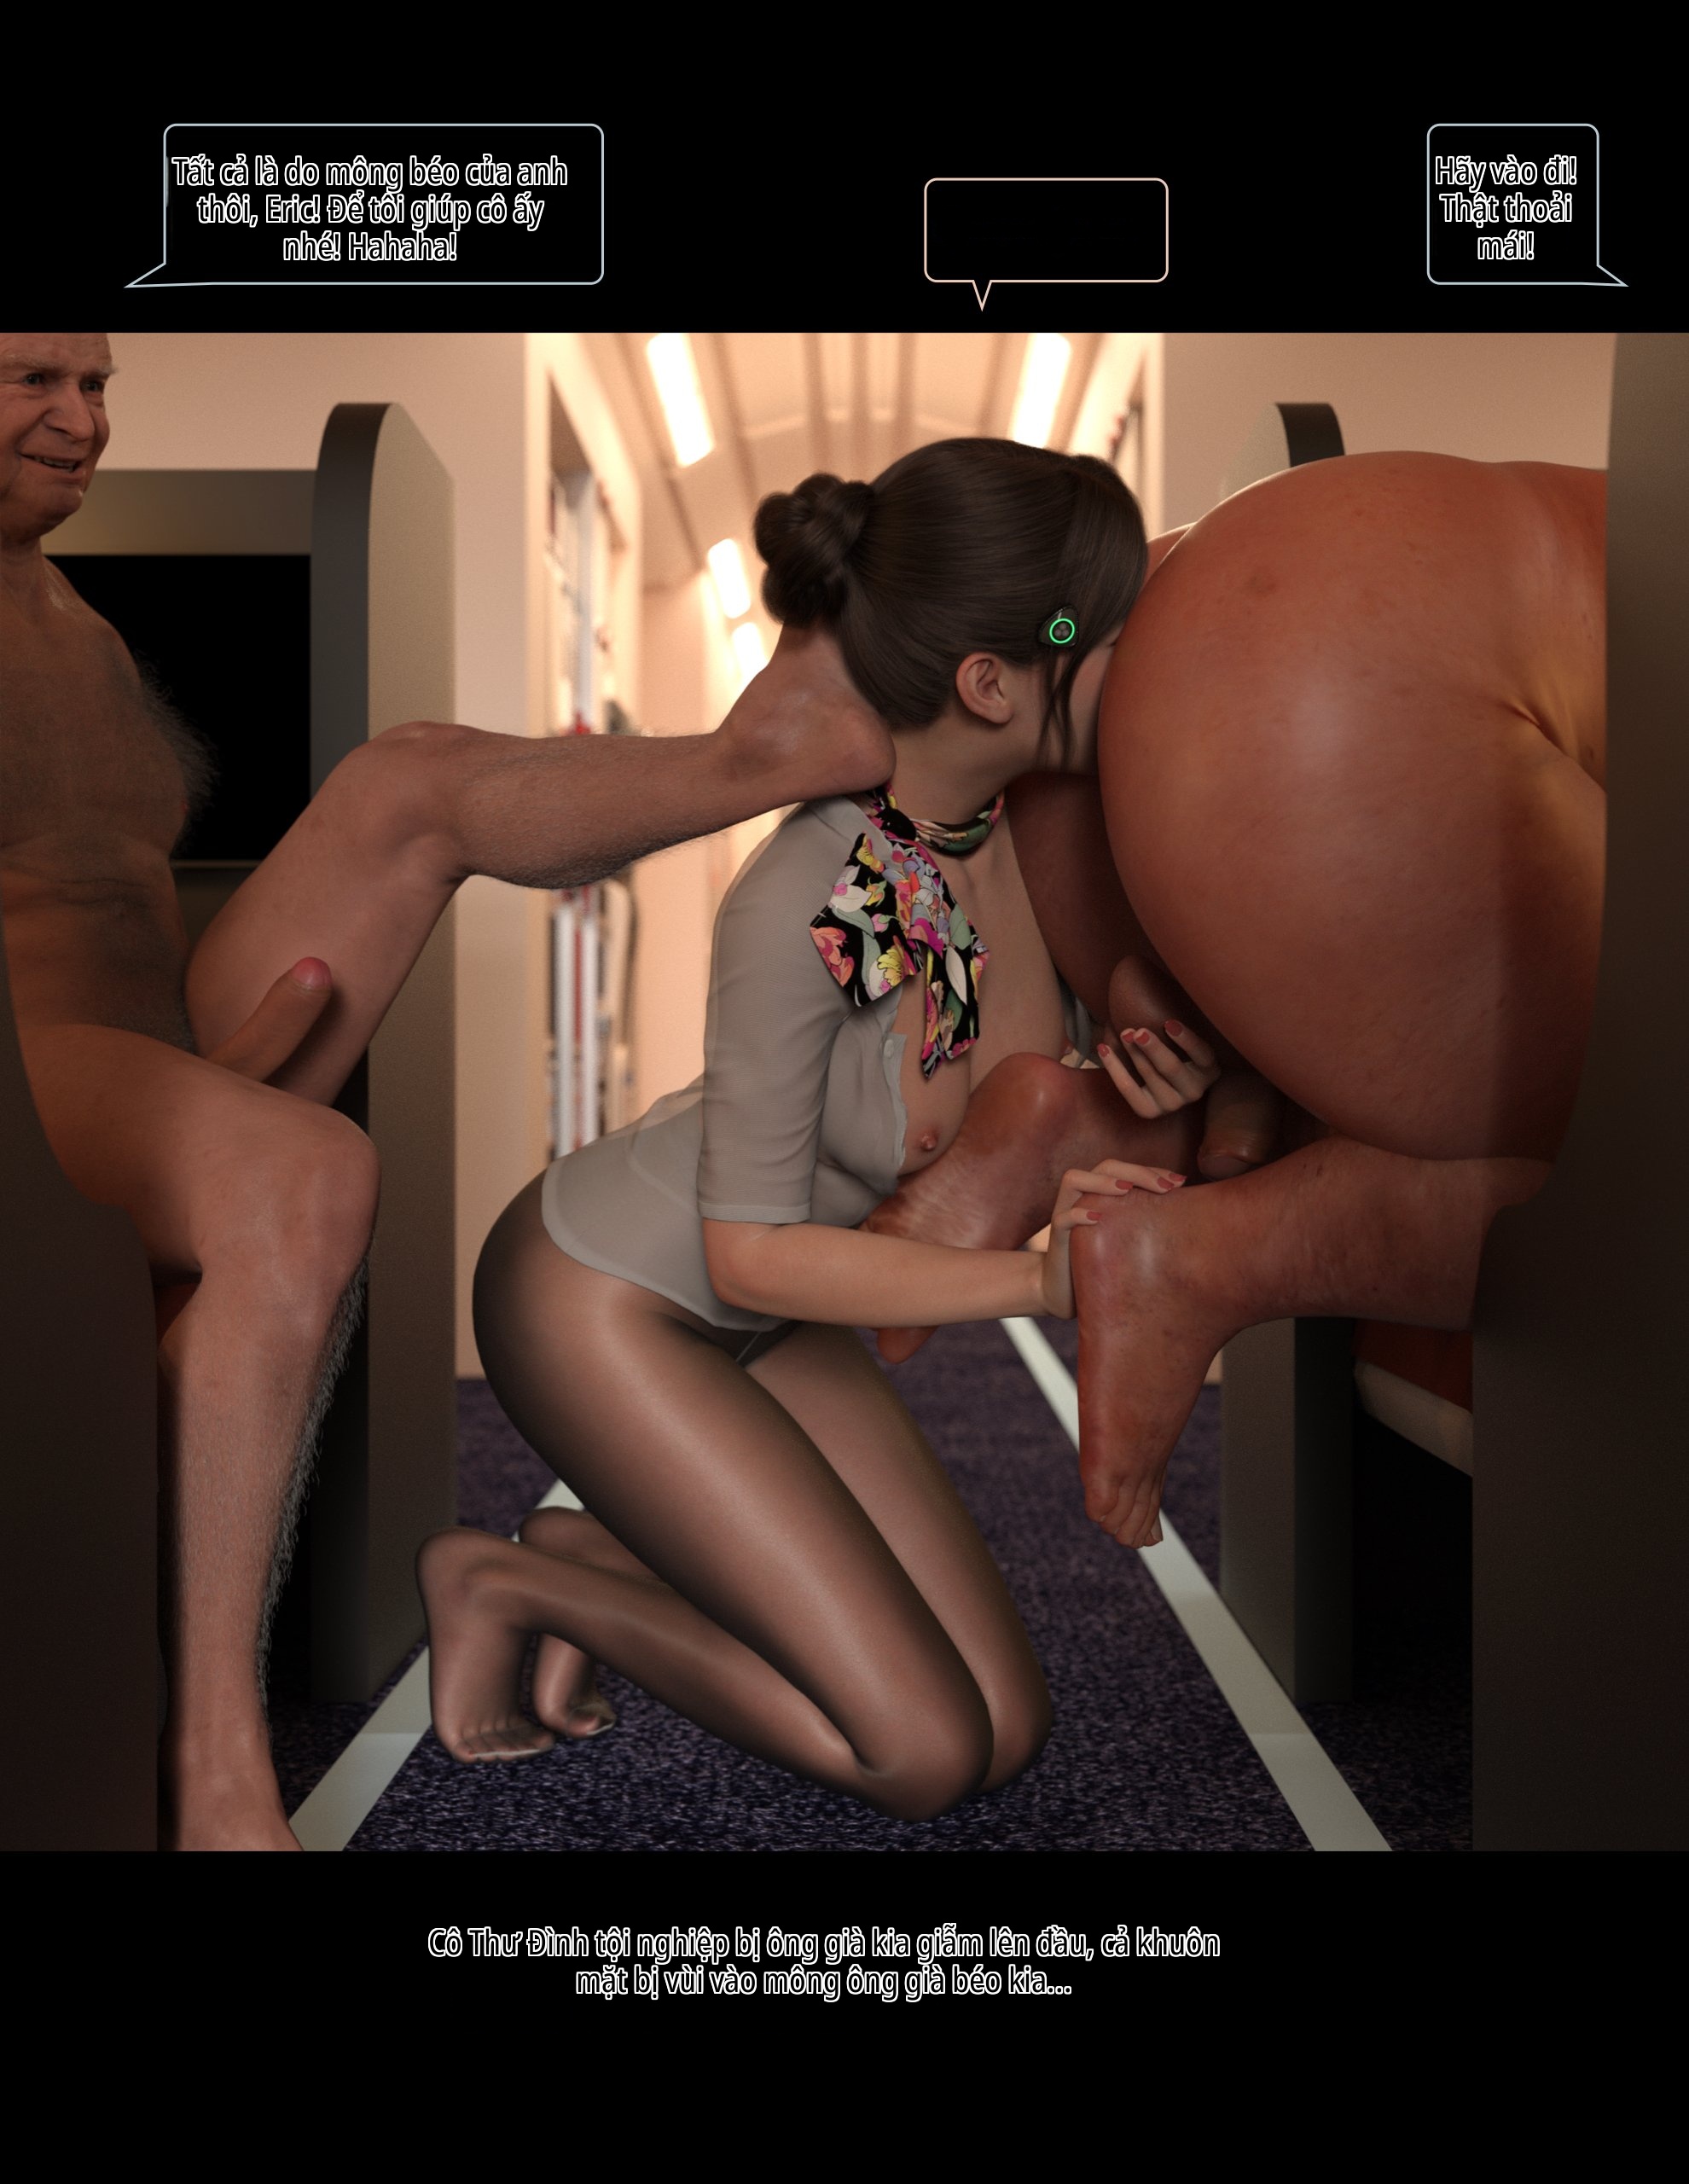 Tất cả là do mông béo của anh
thôi, Eric! Để tôi giúp cô ấy
nhé! Hahaha!
Hãy vào đi!
Thật thoải
mái!
Cô Thư Đình tội nghiệp bị ông già kia giẫm lên đầu, cả khuôn
mặt bị vùi vào mông ông già béo kia...